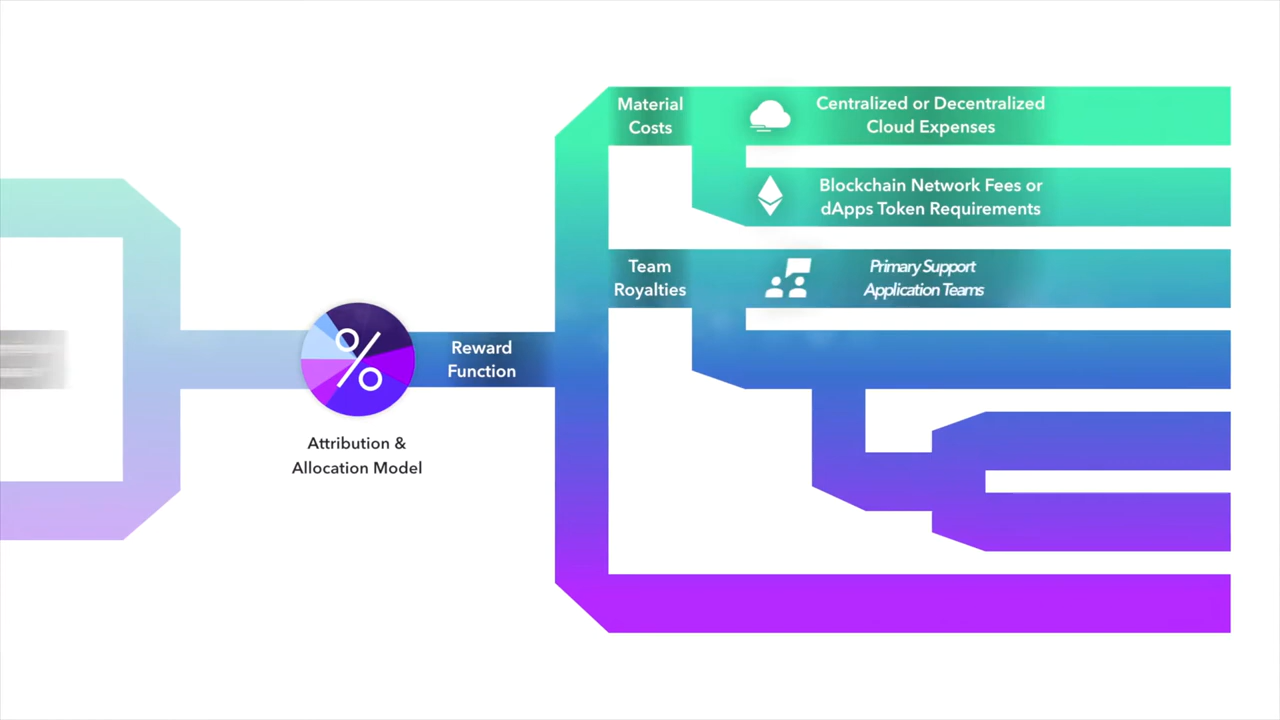 Material
Costs
Centralized or Decentralized
Cloud Expenses
Blockchain Network Fees or
dApps Token Requirements
Team
Royalties
Primary Support
Application Teams
%
Reward
Function
Attribution &
Allocation Model